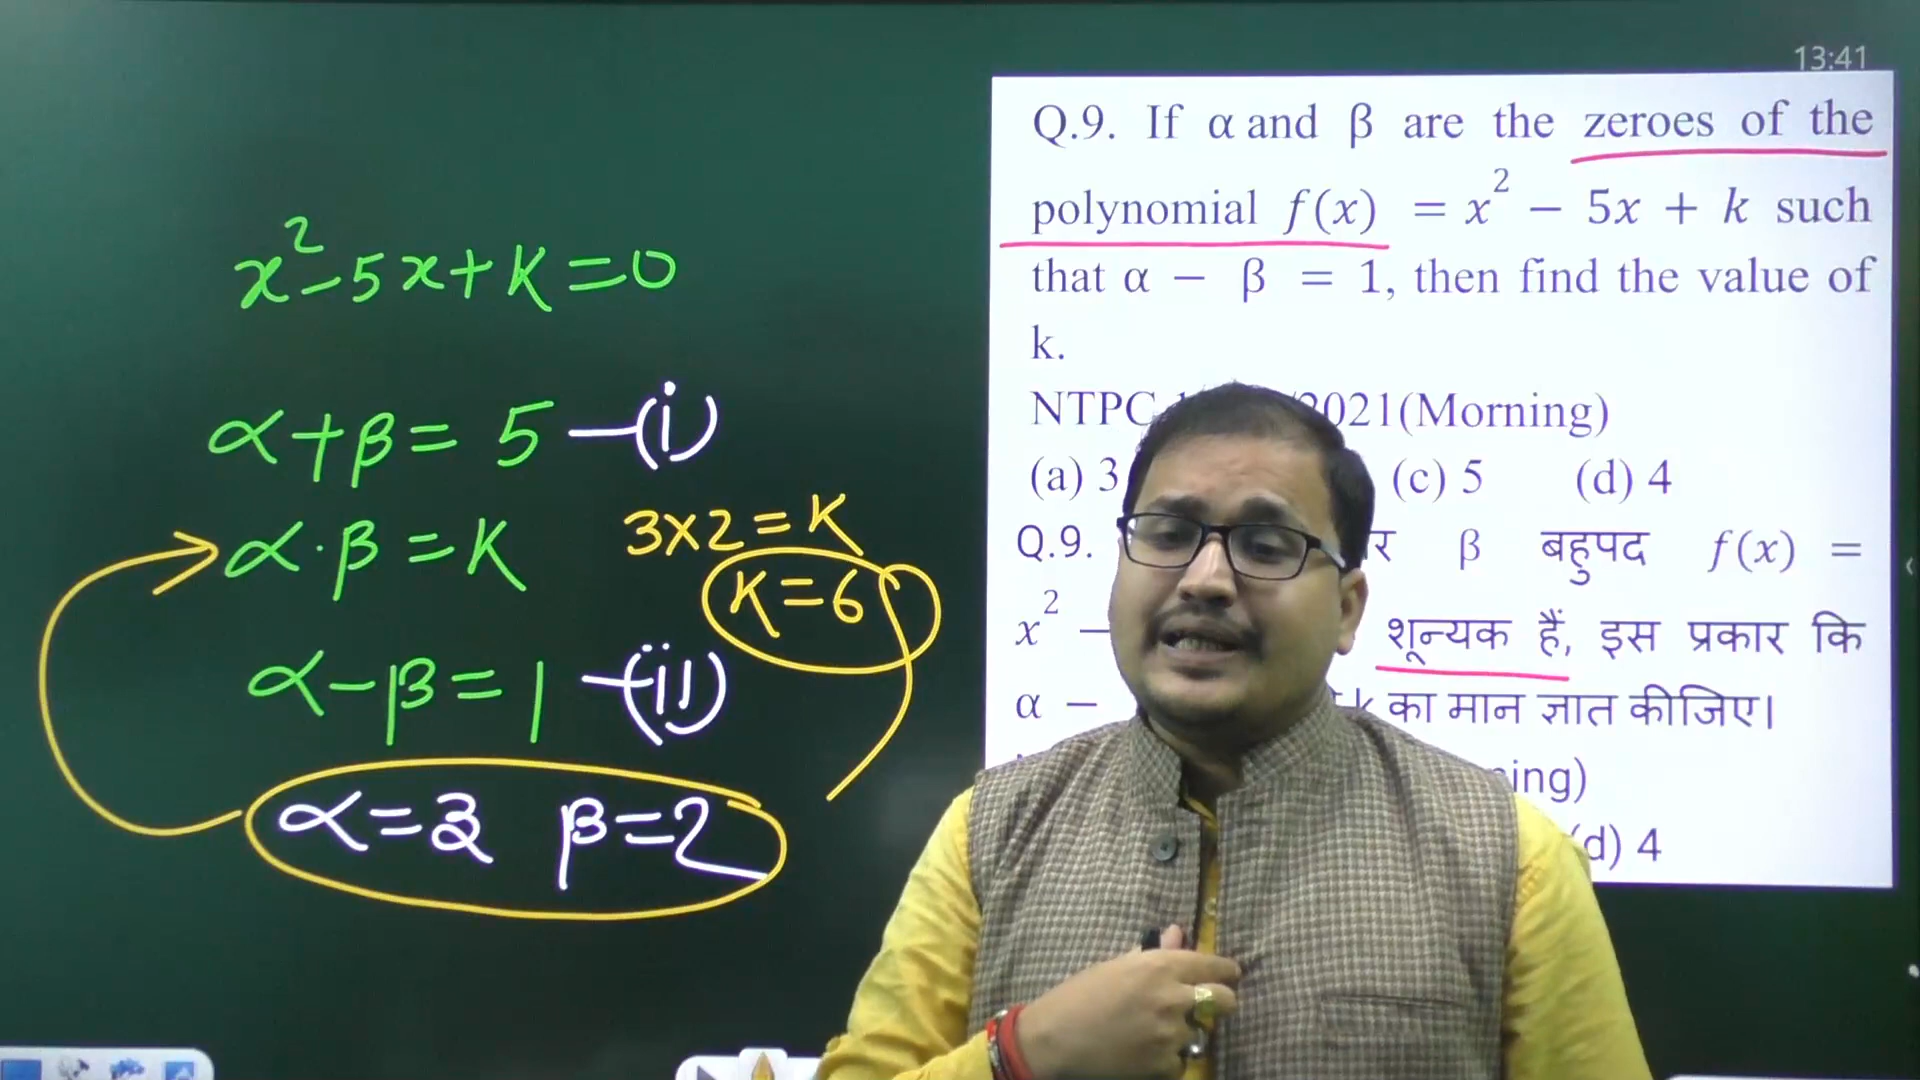 13:41
x² - 5x + K = 0
α + β = 5 —(i)
α · β = K
3 x 2 = K
K = 6
α - β = 1 —(ii)
α = 3 β = 2
Q.9. If α and β are the zeroes of the
polynomial f(x) = x² − 5x + k such
that α − β = 1, then find the value of
k.
NTPC 2021(Morning)
(a) 3 (c) 5 (d) 4
Q.9. β बहुपद f(x) =
x² − शून्यक हैं, इस प्रकार कि
α − k का मान ज्ञात कीजिए।
(d) 4